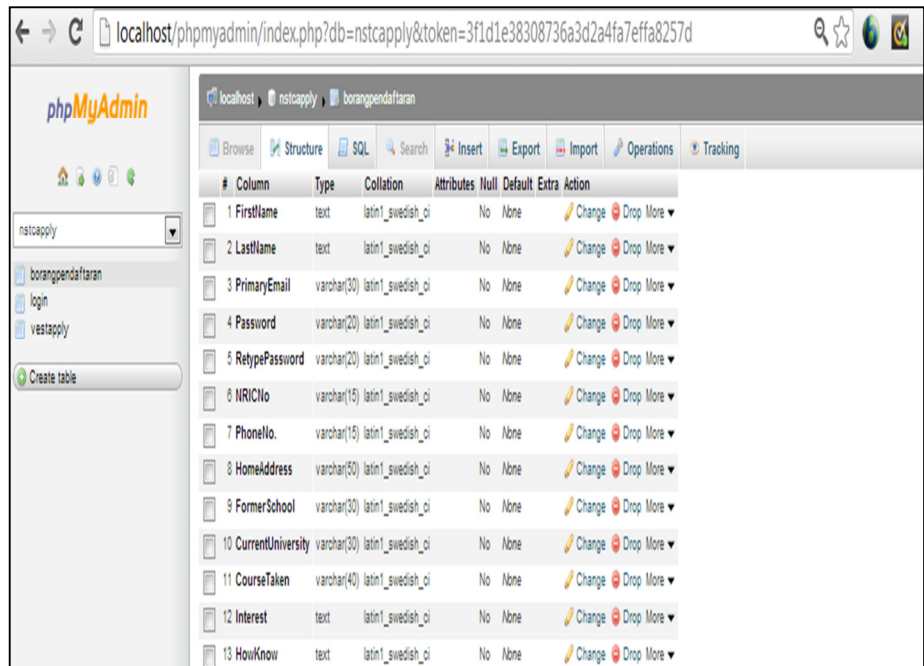 localhost/phpmyadmin/index.php?db=nstcapply&token=3f1d1e38308736a3d2a4fa7effa8257d
phpMyAdmin
nstcapply
borangpendaftaran
login
vestapply
Create table
localhost ▸ nstcapply ▸ borangpendaftaran
Browse Structure SQL Search Insert Export Import Operations Tracking
# Column Type Collation Attributes Null Default Extra Action
1 FirstName text latin1_swedish_ci No None Change Drop More ▼
2 LastName text latin1_swedish_ci No None Change Drop More ▼
3 PrimaryEmail varchar(30) latin1_swedish_ci No None Change Drop More ▼
4 Password varchar(20) latin1_swedish_ci No None Change Drop More ▼
5 RetypePassword varchar(20) latin1_swedish_ci No None Change Drop More ▼
6 NRICNo varchar(15) latin1_swedish_ci No None Change Drop More ▼
7 PhoneNo. varchar(15) latin1_swedish_ci No None Change Drop More ▼
8 HomeAddress varchar(50) latin1_swedish_ci No None Change Drop More ▼
9 FormerSchool varchar(30) latin1_swedish_ci No None Change Drop More ▼
10 CurrentUniversity varchar(30) latin1_swedish_ci No None Change Drop More ▼
11 CourseTaken varchar(40) latin1_swedish_ci No None Change Drop More ▼
12 Interest text latin1_swedish_ci No None Change Drop More ▼
13 HowKnow text latin1_swedish_ci No None Change Drop More ▼